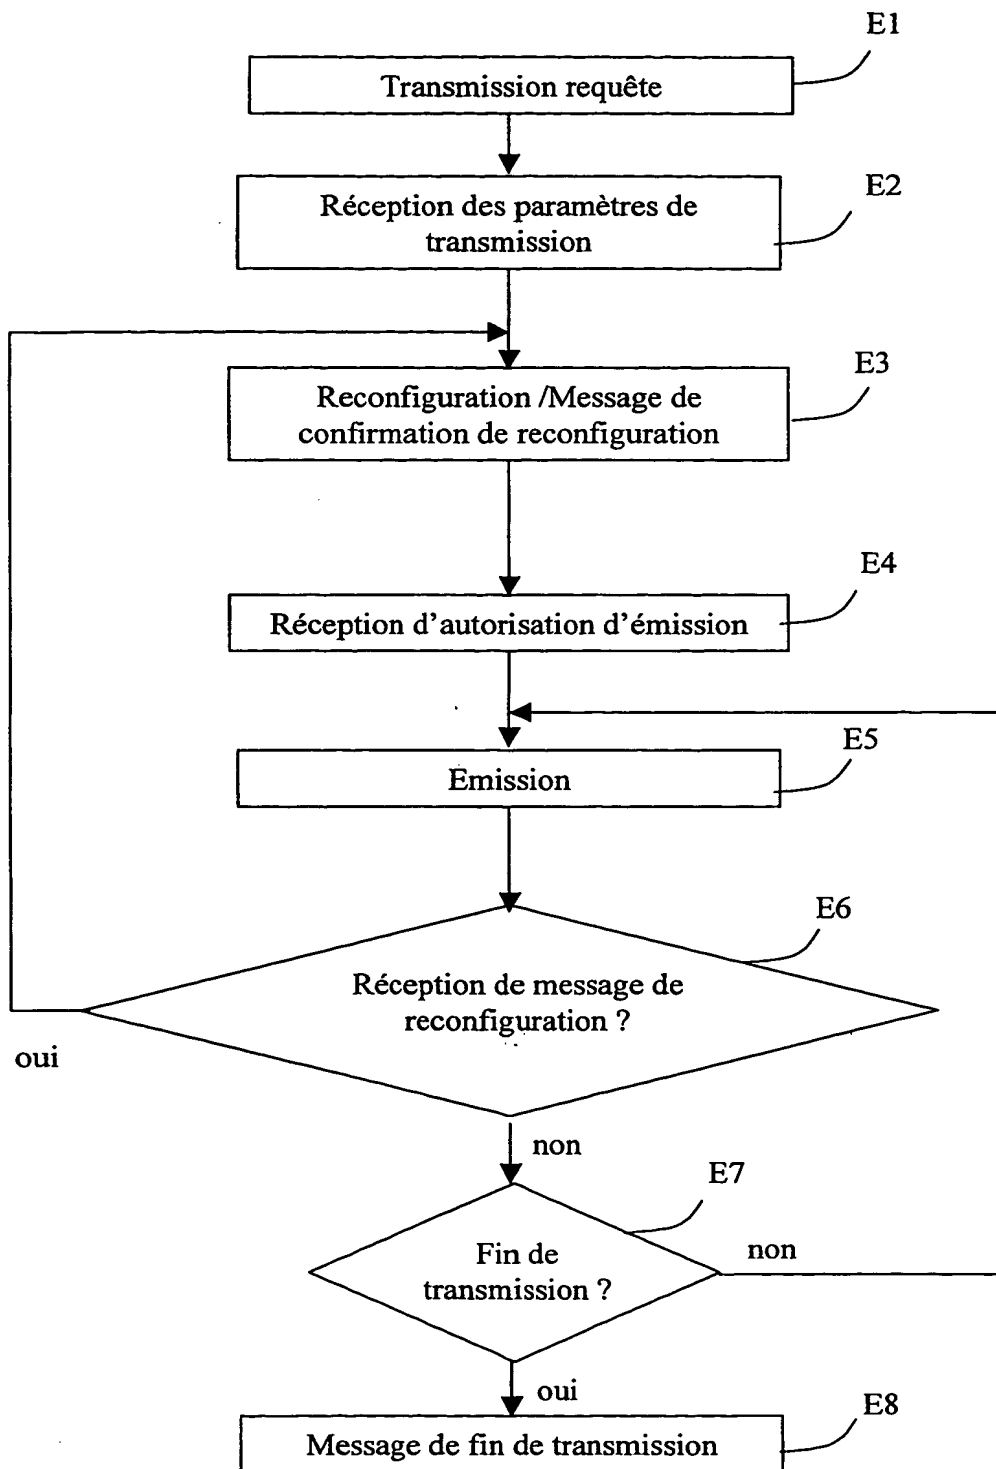 E1
Transmission requête
E2
Réception des paramètres de
transmission
E3
Reconfiguration /Message de
confirmation de reconfiguration
E4
Réception d'autorisation d'émission
E5
Emission
E6
Réception de message de
reconfiguration ?
oui
non
E7
Fin de
transmission ?
non
oui
E8
Message de fin de transmission